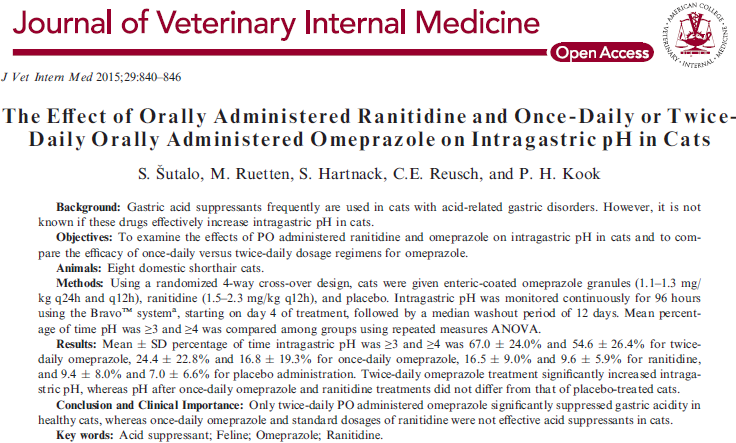 Journal of Veterinary Internal Medicine
Open Access
AMERICAN COLLEGE
VETERINARY INTERNAL MEDICINE
J Vet Intern Med 2015;29:840–846
The Effect of Orally Administered Ranitidine and Once-Daily or Twice-
Daily Orally Administered Omeprazole on Intragastric pH in Cats
S. Šutalo, M. Ruetten, S. Hartnack, C.E. Reusch, and P. H. Kook
Background: Gastric acid suppressants frequently are used in cats with acid-related gastric disorders. However, it is not
known if these drugs effectively increase intragastric pH in cats.
Objectives: To examine the effects of PO administered ranitidine and omeprazole on intragastric pH in cats and to com-
pare the efficacy of once-daily versus twice-daily dosage regimens for omeprazole.
Animals: Eight domestic shorthair cats.
Methods: Using a randomized 4-way cross-over design, cats were given enteric-coated omeprazole granules (1.1–1.3 mg/
kg q24h and q12h), ranitidine (1.5–2.3 mg/kg q12h), and placebo. Intragastric pH was monitored continuously for 96 hours
using the Bravo™ systemᵃ, starting on day 4 of treatment, followed by a median washout period of 12 days. Mean percent-
age of time pH was ≥3 and ≥4 was compared among groups using repeated measures ANOVA.
Results: Mean ± SD percentage of time intragastric pH was ≥3 and ≥4 was 67.0 ± 24.0% and 54.6 ± 26.4% for twice-
daily omeprazole, 24.4 ± 22.8% and 16.8 ± 19.3% for once-daily omeprazole, 16.5 ± 9.0% and 9.6 ± 5.9% for ranitidine,
and 9.4 ± 8.0% and 7.0 ± 6.6% for placebo administration. Twice-daily omeprazole treatment significantly increased intragas-
tric pH, whereas pH after once-daily omeprazole and ranitidine treatments did not differ from that of placebo-treated cats.
Conclusion and Clinical Importance: Only twice-daily PO administered omeprazole significantly suppressed gastric acidity in
healthy cats, whereas once-daily omeprazole and standard dosages of ranitidine were not effective acid suppressants in cats.
Key words: Acid suppressant; Feline; Omeprazole; Ranitidine.